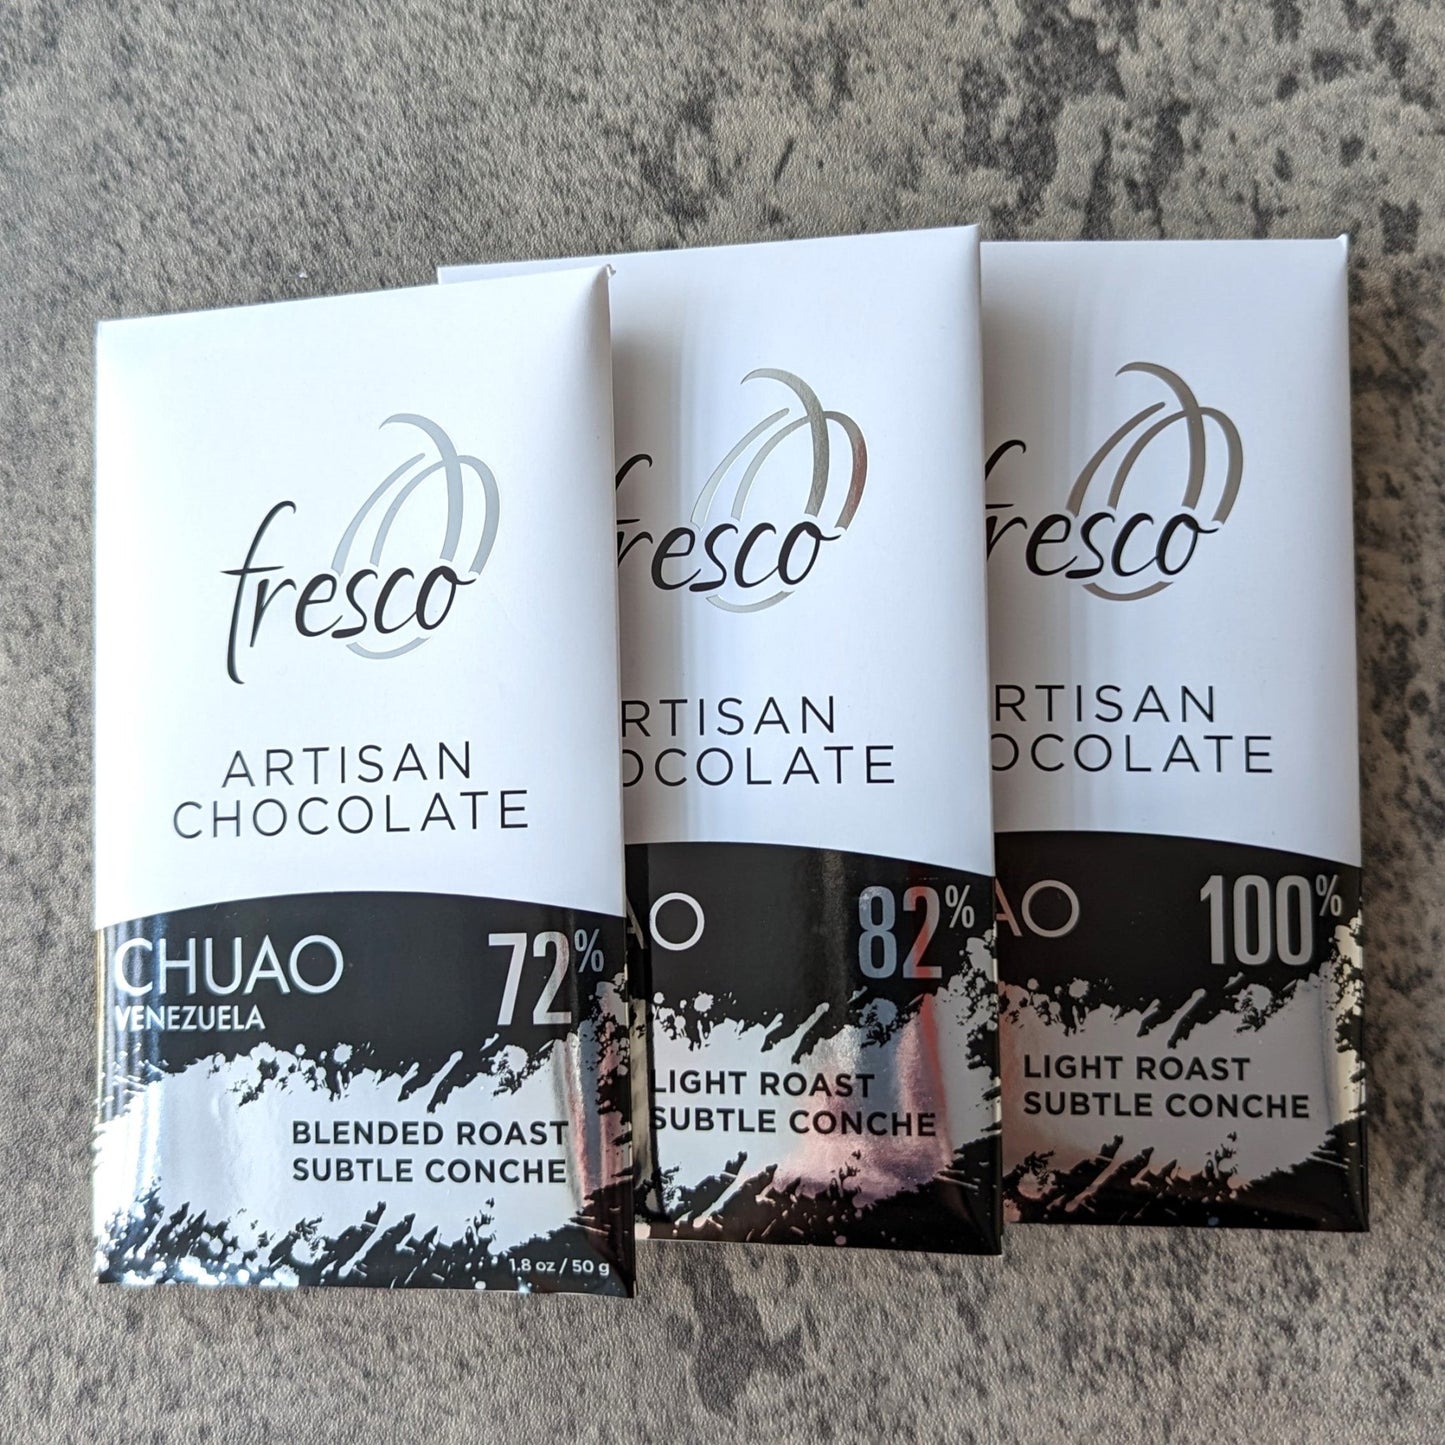 fresco
ARTISAN
CHOCOLATE
CHUAO
VENEZUELA
72%
BLENDED ROAST
SUBTLE CONCHE
1.8 oz / 50 g
fresco
RTISAN
OCOLATE
AO
82%
LIGHT ROAST
SUBTLE CONCHE
fresco
RTISAN
OCOLATE
AO
100%
LIGHT ROAST
SUBTLE CONCHE